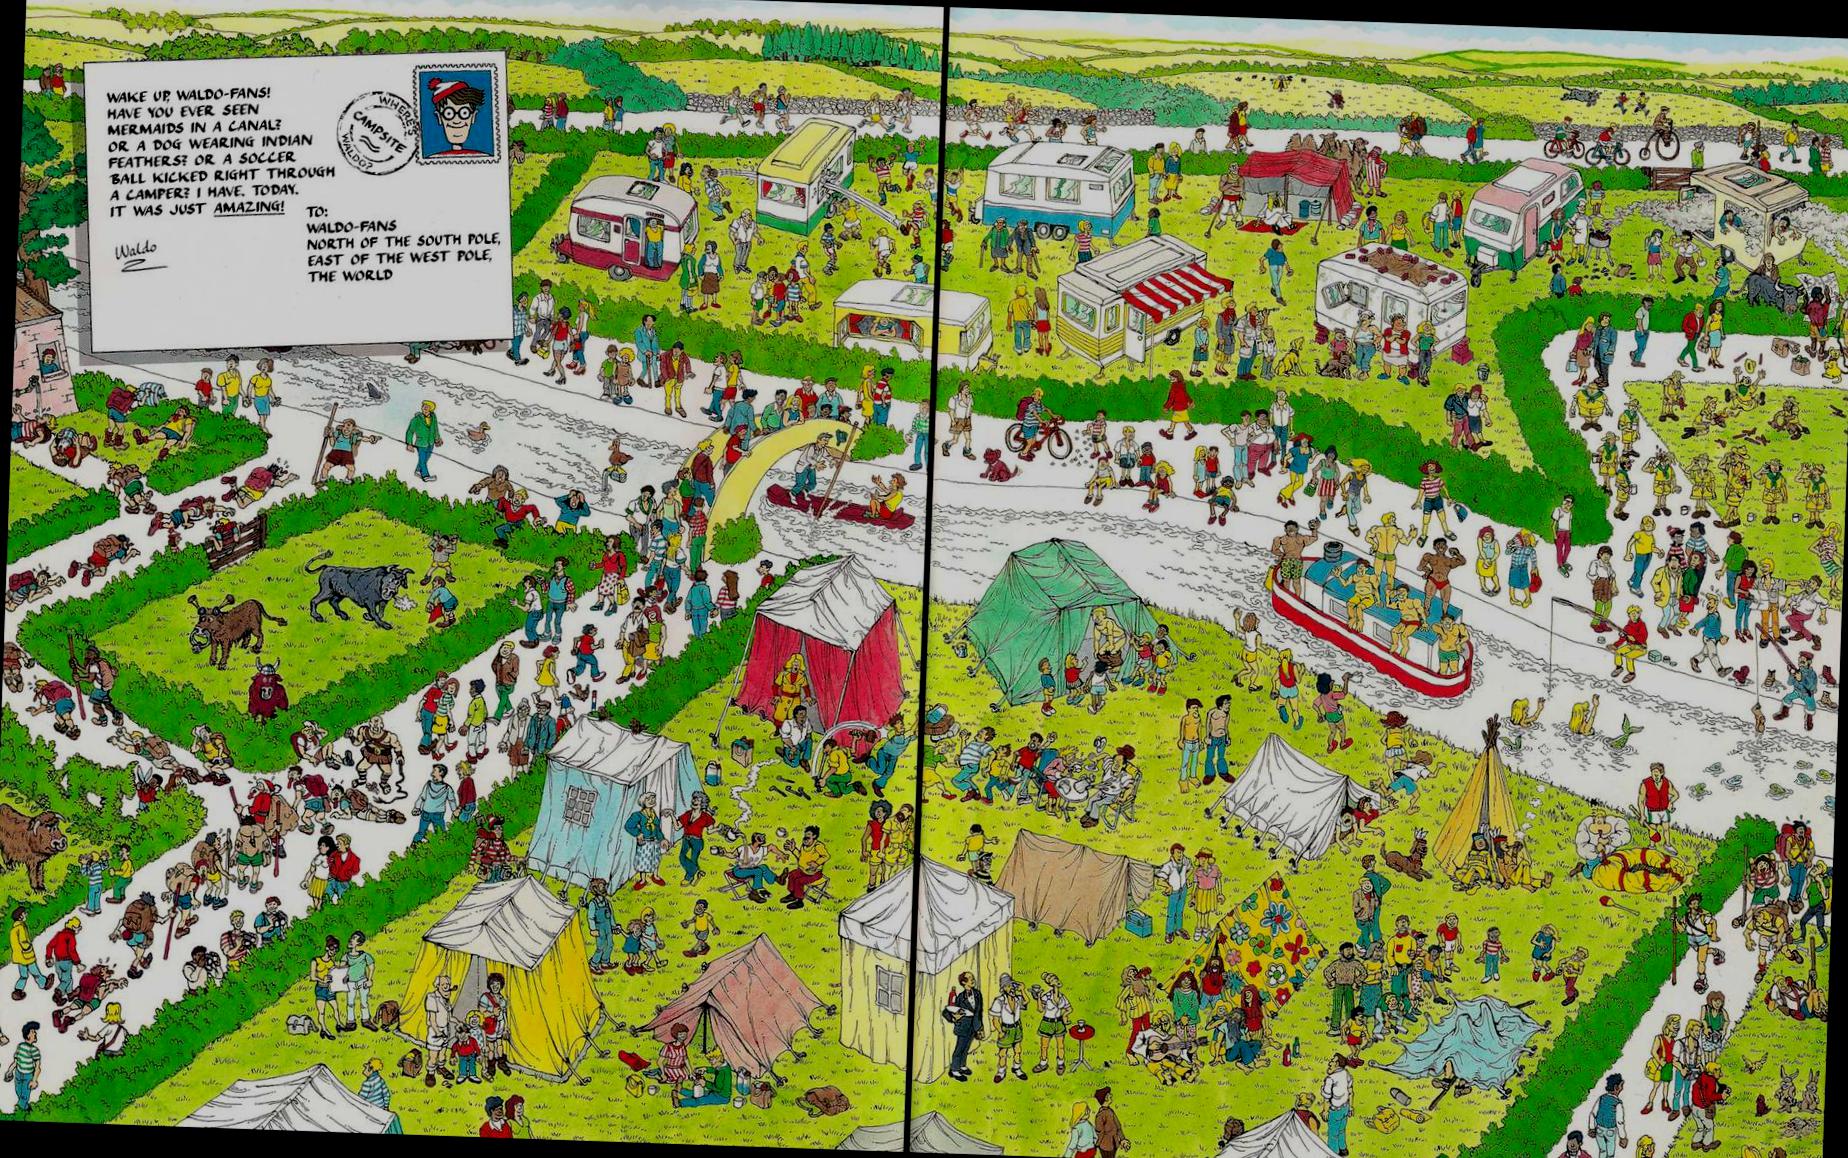 WAKE UP, WALDO-FANS!
HAVE YOU EVER SEEN
MERMAIDS IN A CANAL?
OR A DOG WEARING INDIAN
FEATHERS? OR A SOCCER
BALL KICKED RIGHT THROUGH
A CAMPER? I HAVE. TODAY.
IT WAS JUST AMAZING!
Waldo
WHERE'S
CAMPSITE
WALDO?
TO:
WALDO-FANS
NORTH OF THE SOUTH POLE,
EAST OF THE WEST POLE,
THE WORLD